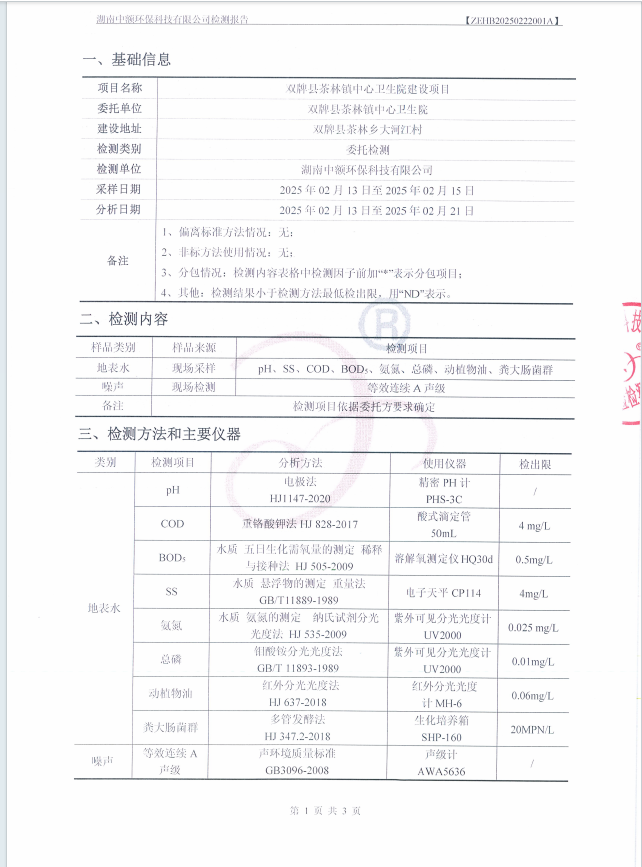 湖南中额环保科技有限公司检测报告 【ZEHB20250222001A】
一、基础信息
项目名称 双牌县茶林镇中心卫生院建设项目
委托单位 双牌县茶林镇中心卫生院
建设地址 双牌县茶林乡大河江村
检测类别 委托检测
检测单位 湖南中额环保科技有限公司
采样日期 2025 年 02 月 13 日至 2025 年 02 月 15 日
分析日期 2025 年 02 月 13 日至 2025 年 02 月 21 日
备注
1、偏离标准方法情况：无；
2、非标方法使用情况：无；
3、分包情况：检测内容表格中检测因子前加“*”表示分包项目；
4、其他：检测结果小于检测方法最低检出限，用“ND”表示。
二、检测内容
样品类别 样品来源 检测项目
地表水 现场采样 pH、SS、COD、BOD₅、氨氮、总磷、动植物油、粪大肠菌群
噪声 现场检测 等效连续 A 声级
备注 检测项目依据委托方要求确定
三、检测方法和主要仪器
类别 检测项目 分析方法 使用仪器 检出限
地表水
pH 电极法 精密 PH 计 /
HJ1147-2020 PHS-3C
COD 重铬酸钾法 HJ 828-2017 酸式滴定管 4 mg/L
50mL
BOD₅ 水质 五日生化需氧量的测定 稀释 溶解氧测定仪 HQ30d 0.5mg/L
与接种法 HJ 505-2009
SS 水质 悬浮物的测定 重量法 电子天平 CP114 4mg/L
GB/T11889-1989
氨氮 水质 氨氮的测定 纳氏试剂分光 紫外可见分光光度计 0.025 mg/L
光度法 HJ 535-2009 UV2000
总磷 钼酸铵分光光度法 紫外可见分光光度计 0.01mg/L
GB/T 11893-1989 UV2000
动植物油 红外分光光度法 红外分光光度 0.06mg/L
HJ 637-2018 计 MH-6
粪大肠菌群 多管发酵法 生化培养箱 20MPN/L
HJ 347.2-2018 SHP-160
噪声 等效连续 A 声环境质量标准 声级计 /
声级 GB3096-2008 AWA5636
第 1 页 共 3 页